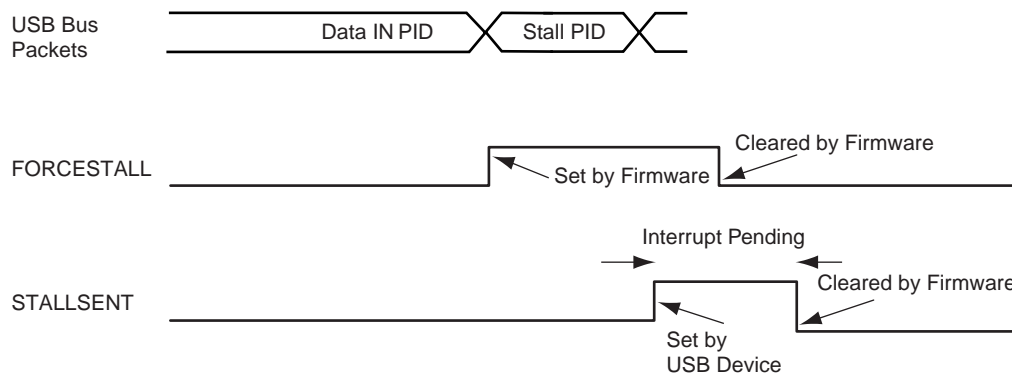 USB Bus
Packets
Data IN PID
Stall PID
FORCESTALL
Set by Firmware
Cleared by Firmware
Interrupt Pending
STALLSENT
Cleared by Firmware
Set by
USB Device